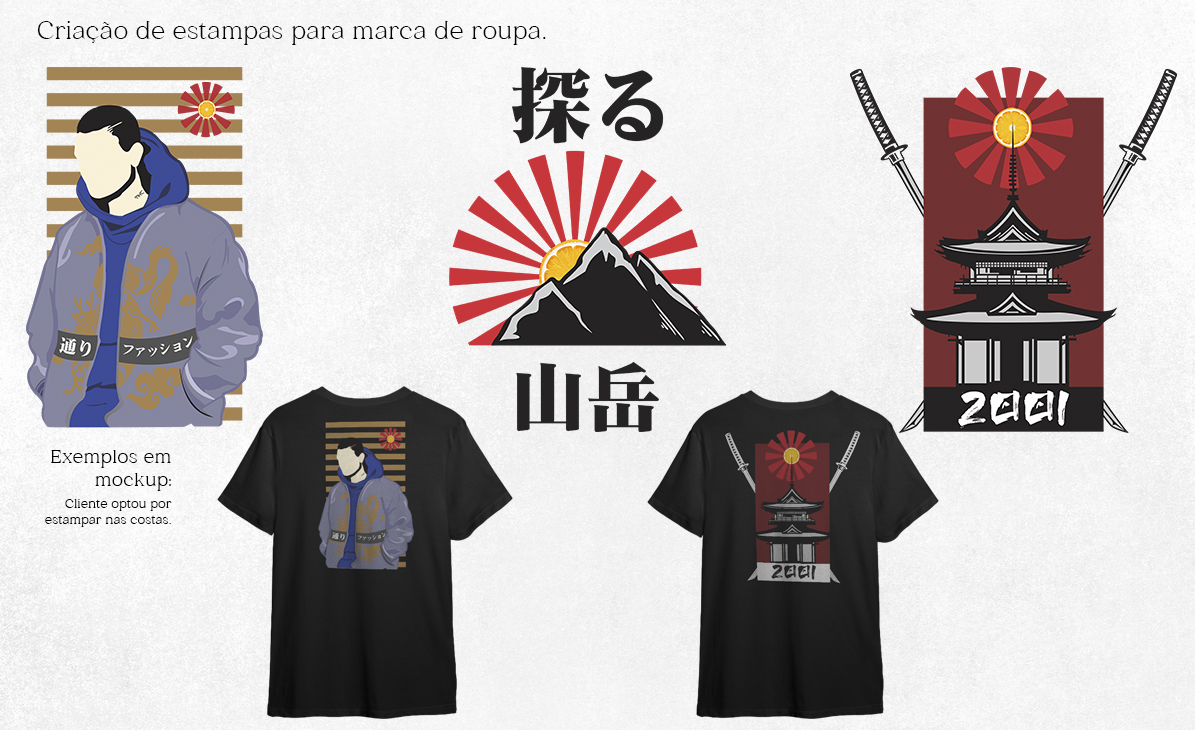 Criação de estampas para marca de roupa.
探る
山岳
通り
ファッション
2001
Exemplos em
mockup:
Cliente optou por
estampar nas costas.
通り
ファッション
2001